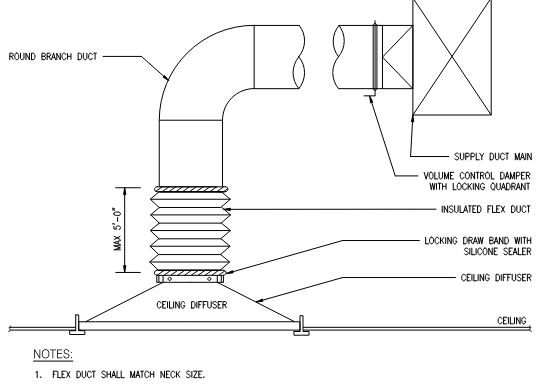 ROUND BRANCH DUCT
SUPPLY DUCT MAIN
VOLUME CONTROL DAMPER
WITH LOCKING QUADRANT
INSULATED FLEX DUCT
MAX 5'-0"
LOCKING DRAW BAND WITH
SILICONE SEALER
CEILING DIFFUSER
CEILING DIFFUSER
CEILING
NOTES:
1. FLEX DUCT SHALL MATCH NECK SIZE.